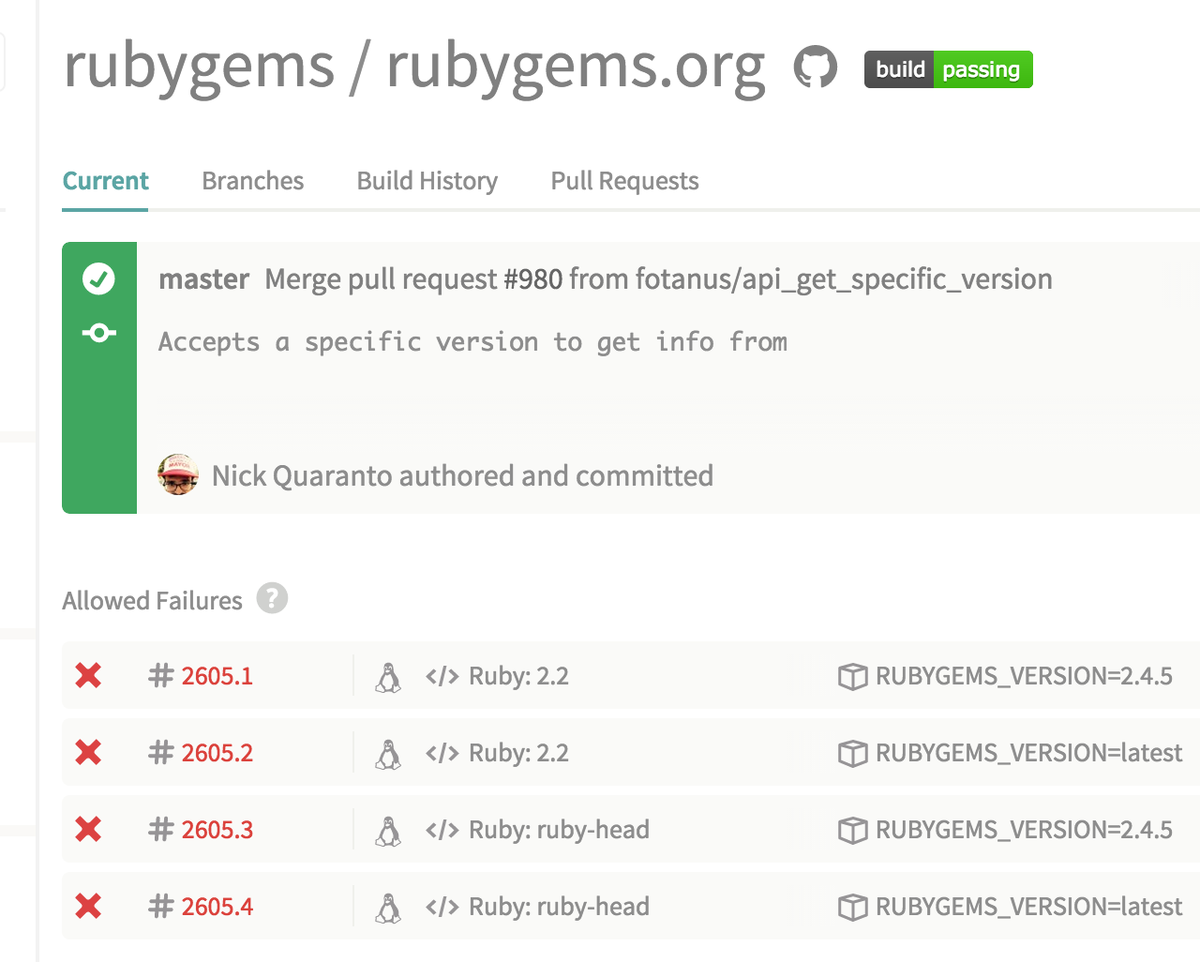 rubygems / rubygems.org build passing
Current Branches Build History Pull Requests
master Merge pull request #980 from fotanus/api_get_specific_version
Accepts a specific version to get info from
Nick Quaranto authored and committed
Allowed Failures ?
# 2605.1 </> Ruby: 2.2 RUBYGEMS_VERSION=2.4.5
# 2605.2 </> Ruby: 2.2 RUBYGEMS_VERSION=latest
# 2605.3 </> Ruby: ruby-head RUBYGEMS_VERSION=2.4.5
# 2605.4 </> Ruby: ruby-head RUBYGEMS_VERSION=latest